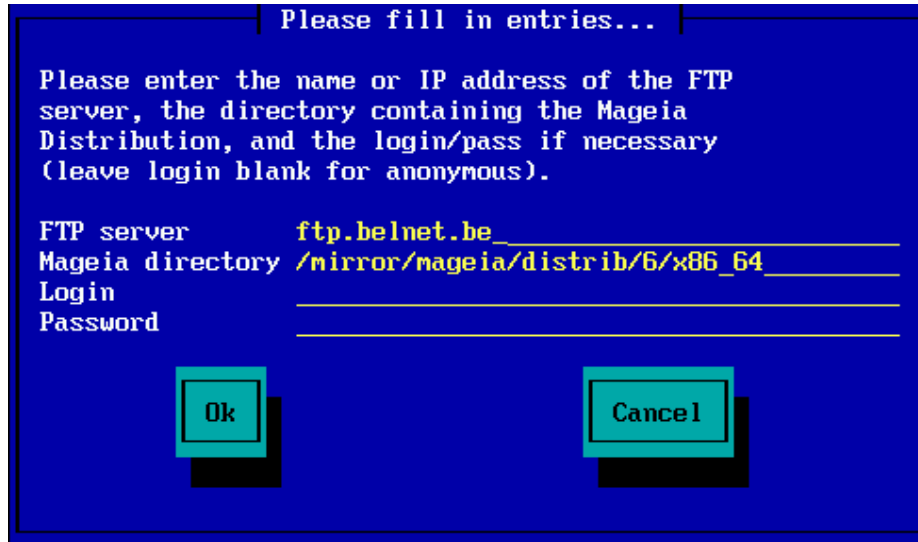 Please fill in entries...
Please enter the name or IP address of the FTP
server, the directory containing the Mageia
Distribution, and the login/pass if necessary
(leave login blank for anonymous).
FTP server ftp.belnet.be
Mageia directory /mirror/mageia/distrib/6/x86_64
Login
Password
Ok Cancel